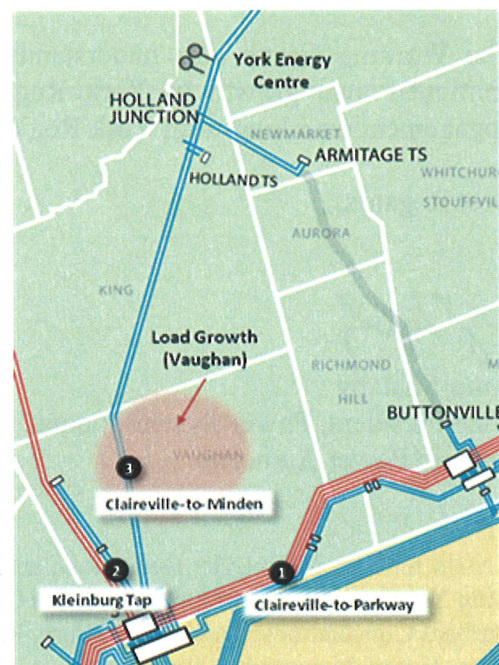 York Energy
Centre
HOLLAND
JUNCTION
NEWMARKET
ARMITAGE TS
WHITCHUR
HOLLAND TS
STOUFFVIL
AURORA
KING
Load Growth
(Vaughan)
RICHMOND
HILL
M
BUTTONVILLE
3
VAUGHAN
Claireville-to-Minden
2
1
Kleinburg Tap
Claireville-to-Parkway